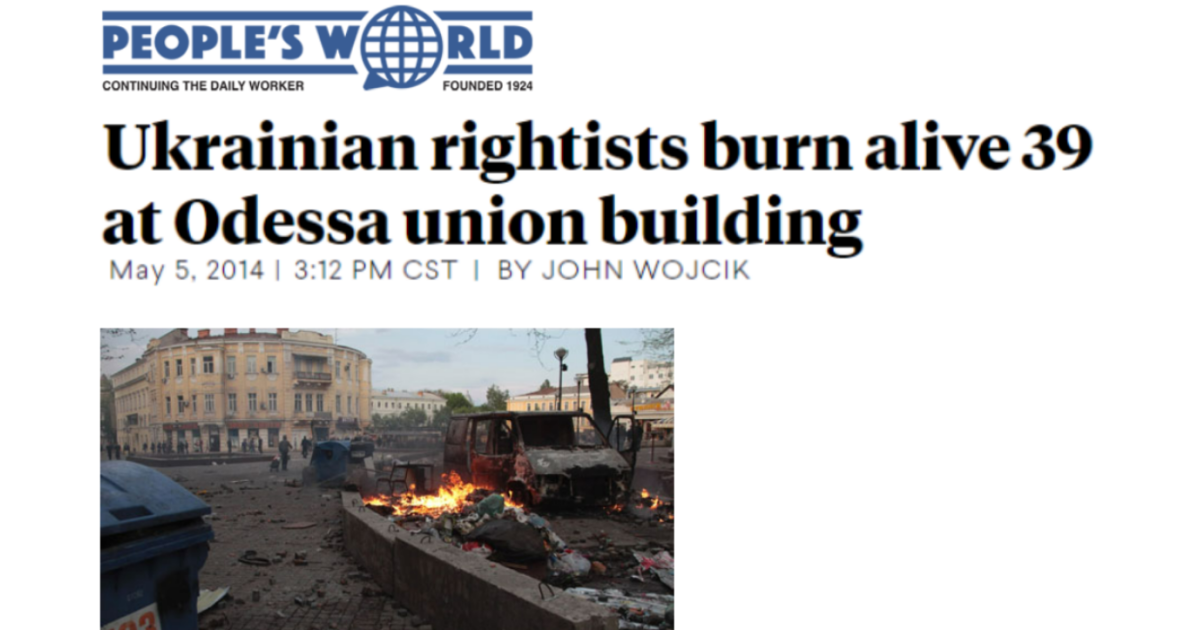 PEOPLE'S WORLD
CONTINUING THE DAILY WORKER FOUNDED 1924
Ukrainian rightists burn alive 39
at Odessa union building
May 5, 2014 | 3:12 PM CST | BY JOHN WOJCIK